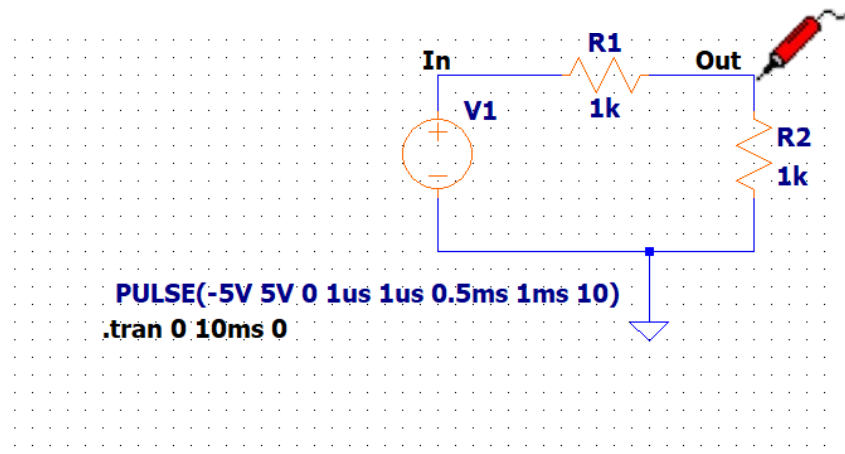 R1
In
Out
1k
V1
R2
1k
PULSE(-5V 5V 0 1us 1us 0.5ms 1ms 10)
.tran 0 10ms 0